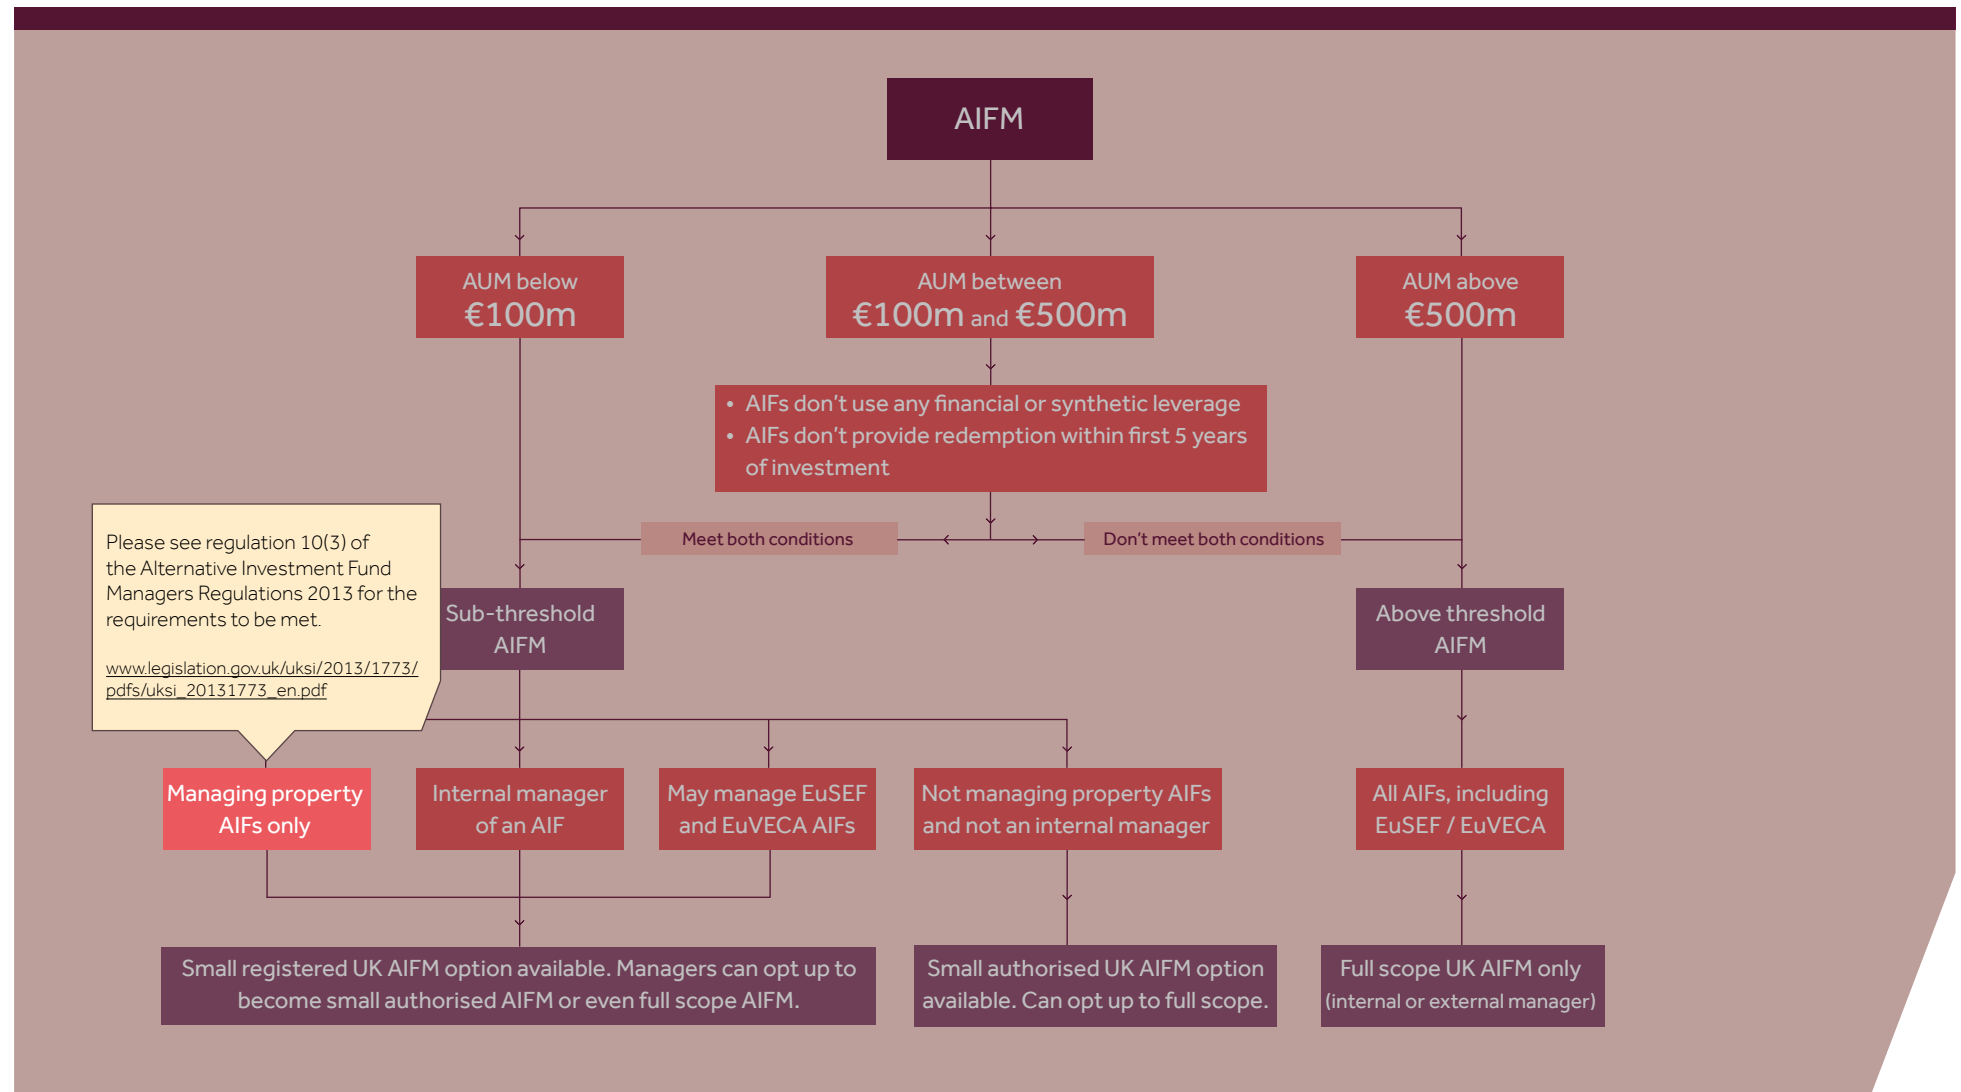 AIFM
AUM below
€100m
AUM between
€100m and €500m
AUM above
€500m
• AIFs don't use any financial or synthetic leverage
• AIFs don't provide redemption within first 5 years
of investment
Meet both conditions
Don't meet both conditions
Please see regulation 10(3) of
the Alternative Investment Fund
Managers Regulations 2013 for the
requirements to be met.
www.legislation.gov.uk/uksi/2013/1773/
pdfs/uksi_20131773_en.pdf
Sub-threshold
AIFM
Above threshold
AIFM
Managing property
AIFs only
Internal manager
of an AIF
May manage EuSEF
and EuVECA AIFs
Not managing property AIFs
and not an internal manager
All AIFs, including
EuSEF / EuVECA
Small registered UK AIFM option available. Managers can opt up to
become small authorised AIFM or even full scope AIFM.
Small authorised UK AIFM option
available. Can opt up to full scope.
Full scope UK AIFM only
(internal or external manager)